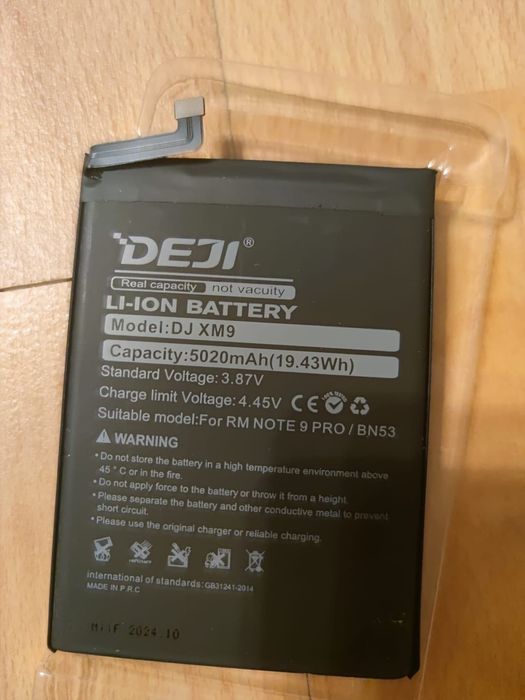 DEJI®
Real capacity not vacuity
LI-ION BATTERY
Model:DJ XM9
Capacity:5020mAh(19.43Wh)
Standard Voltage:3.87V
Charge limit Voltage: 4.45V CE
Suitable model:For RM NOTE 9 PRO / BN53
WARNING
• Do not store the battery in a high temperature environment above
45 ° C or in the fire.
• Do not apply force to the battery or throw it from a height.
• Please separate the battery and other conductive metal to prevent
short circuit.
• Please use the original charger or reliable charging.
international of standards: GB31241-2014
MADE IN P.R.C
2024.10